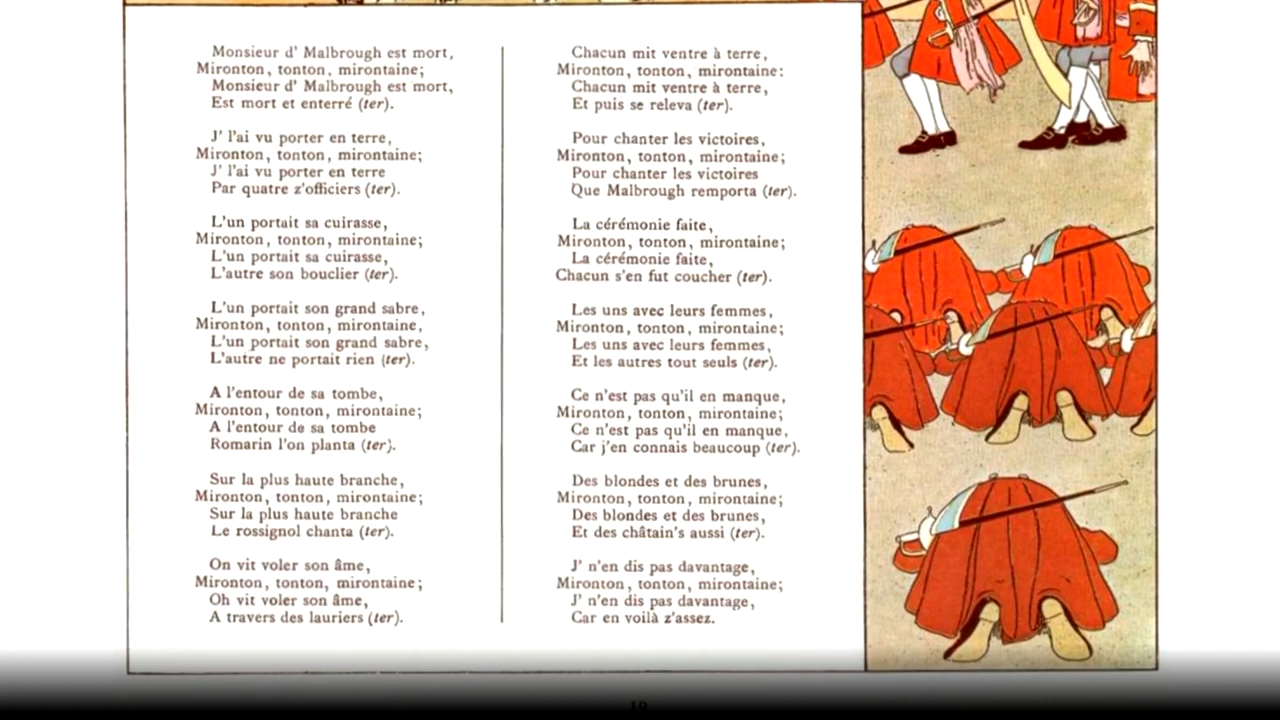 Monsieur d' Malbrough est mort,
Mironton, tonton, mirontaine;
Monsieur d' Malbrough est mort,
Est mort et enterré (ter).
J' l'ai vu porter en terre,
Mironton, tonton, mirontaine;
J' l'ai vu porter en terre
Par quatre z'officiers (ter).
L'un portait sa cuirasse,
Mironton, tonton, mirontaine;
L'un portait sa cuirasse,
L'autre son bouclier (ter).
L'un portait son grand sabre,
Mironton, tonton, mirontaine,
L'un portait son grand sabre,
L'autre ne portait rien (ter).
A l'entour de sa tombe,
Mironton, tonton, mirontaine;
A l'entour de sa tombe
Romarin l'on planta (ter).
Sur la plus haute branche,
Mironton, tonton, mirontaine;
Sur la plus haute branche
Le rossignol chanta (ter).
On vit voler son âme,
Mironton, tonton, mirontaine;
Oh vit voler son âme,
A travers des lauriers (ter).
Chacun mit ventre à terre,
Mironton, tonton, mirontaine:
Chacun mit ventre à terre,
Et puis se releva (ter).
Pour chanter les victoires,
Mironton, tonton, mirontaine;
Pour chanter les victoires
Que Malbrough remporta (ter).
La cérémonie faite,
Mironton, tonton, mirontaine;
La cérémonie faite,
Chacun s'en fut coucher (ter).
Les uns avec leurs femmes,
Mironton, tonton, mirontaine;
Les uns avec leurs femmes,
Et les autres tout seuls (ter).
Ce n'est pas qu'il en manque,
Mironton, tonton, mirontaine;
Ce n'est pas qu'il en manque,
Car j'en connais beaucoup (ter).
Des blondes et des brunes,
Mironton, tonton, mirontaine;
Des blondes et des brunes,
Et des châtain's aussi (ter).
J' n'en dis pas davantage,
Mironton, tonton, mirontaine;
J' n'en dis pas davantage,
Car en voilà z'assez.